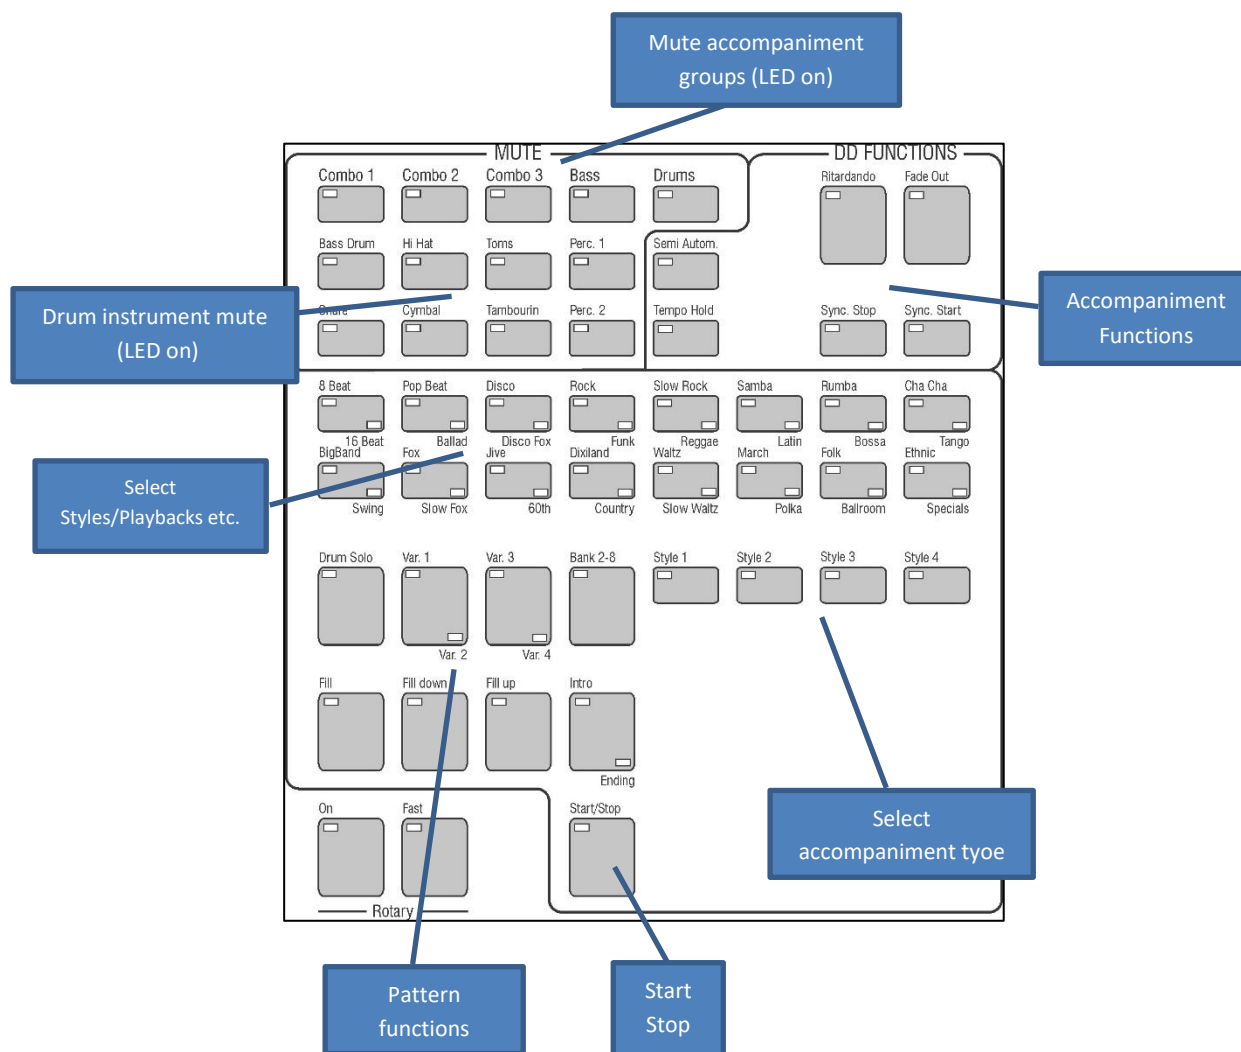 Mute accompaniment
groups (LED on)
MUTE
DD FUNCTIONS
Combo 1 Combo 2 Combo 3 Bass Drums
Ritardando Fade Out
Bass Drum Hi Hat Toms Perc. 1 Semi Autom.
Drum instrument mute
(LED on)
Accompaniment
Functions
Snare Cymbal Tambourin Perc. 2 Tempo Hold Sync. Stop Sync. Start
8 Beat Pop Beat Disco Rock Slow Rock Samba Rumba Cha Cha
16 Beat Ballad Disco Fox Funk Reggae Latin Bossa Tango
BigBand Fox Jive Dixiland Waltz March Folk Ethnic
Select
Styles/Playbacks etc.
Swing Slow Fox 60th Country Slow Waltz Polka Ballroom Specials
Drum Solo Var. 1 Var. 3 Bank 2-8 Style 1 Style 2 Style 3 Style 4
Var. 2 Var. 4
Fill Fill down Fill up Intro
Ending
On Fast Start/Stop
Select
accompaniment tyoe
Rotary
Pattern
functions
Start
Stop